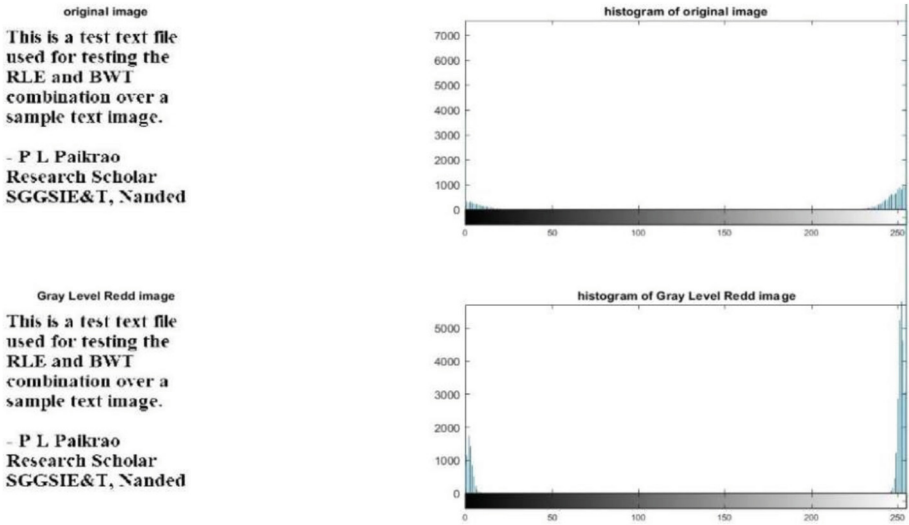 original image
This is a test text file
used for testing the
RLE and BWT
combination over a
sample text image.
- P L Paikrao
Research Scholar
SGGSIE&T, Nanded
histogram of original image
7000
6000
5000
4000
3000
2000
1000
0
0 50 100 150 200 250
Gray Level Redd image
This is a test text file
used for testing the
RLE and BWT
combination over a
sample text image.
- P L Paikrao
Research Scholar
SGGSIE&T, Nanded
histogram of Gray Level Redd image
5000
4000
3000
2000
1000
0
0 50 100 150 200 250